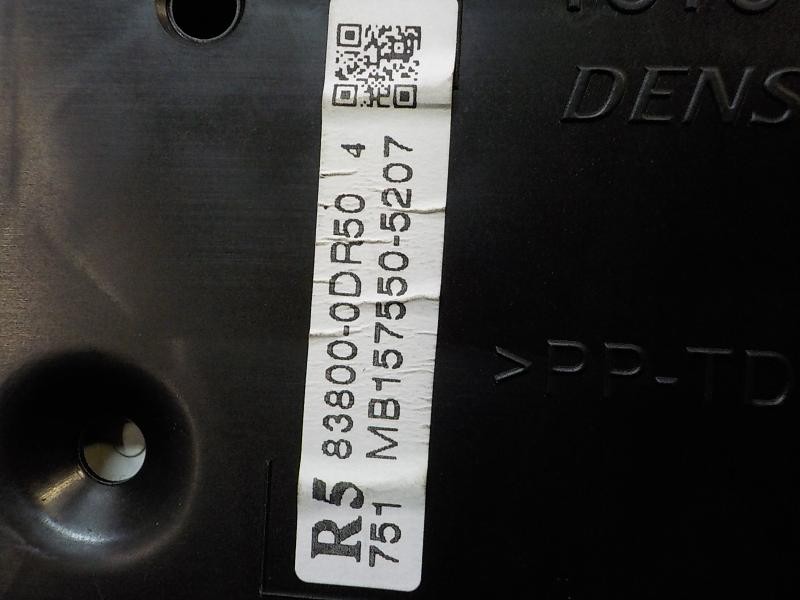 DENS
>PP-TD
R5 83800-0DR50 4
751 MB157550-5207